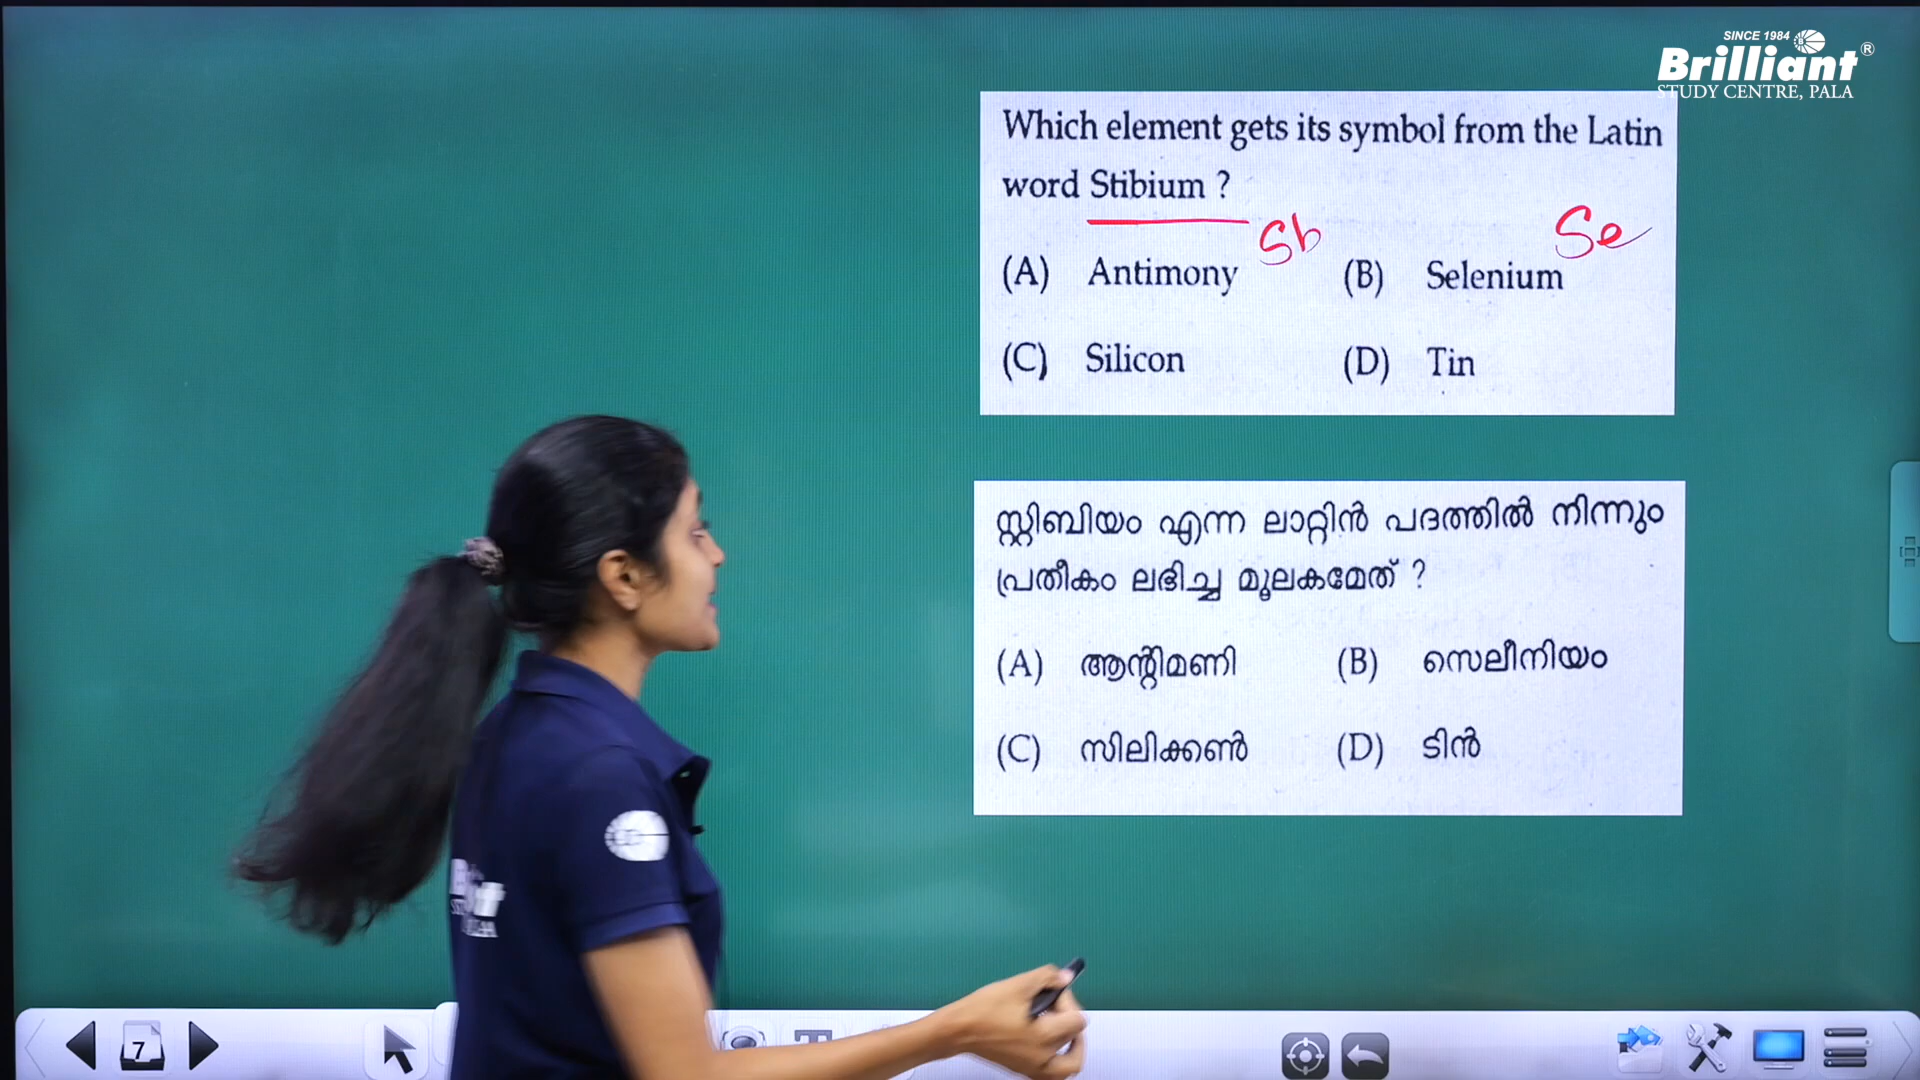 SINCE 1984
Brilliant®
STUDY CENTRE, PALA
Which element gets its symbol from the Latin
word Stibium ?
Sb Se
(A) Antimony (B) Selenium
(C) Silicon (D) Tin
സ്റ്റിബിയം എന്ന ലാറ്റിൻ പദത്തിൽ നിന്നും
പ്രതീകം ലഭിച്ച മൂലകമേത് ?
(A) ആന്റിമണി (B) സെലീനിയം
(C) സിലിക്കൺ (D) ടിൻ
7